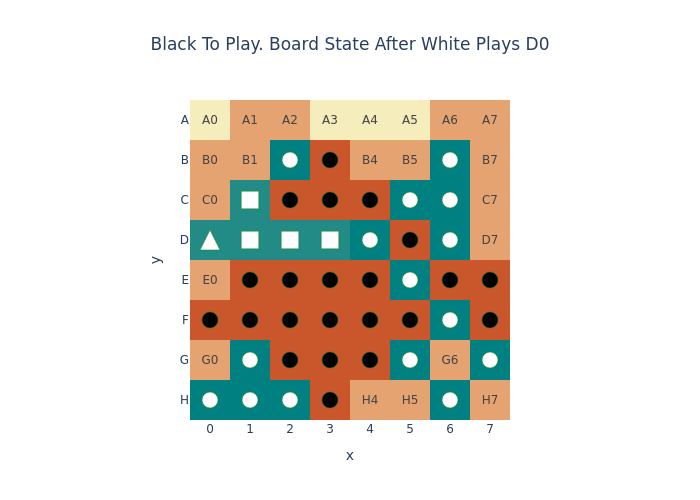 Black To Play. Board State After White Plays D0
A A0 A1 A2 A3 A4 A5 A6 A7
B B0 B1 B4 B5 B7
C C0 C7
D D7
y
E E0
F
G G0 G6
H H4 H5 H7
0 1 2 3 4 5 6 7
x